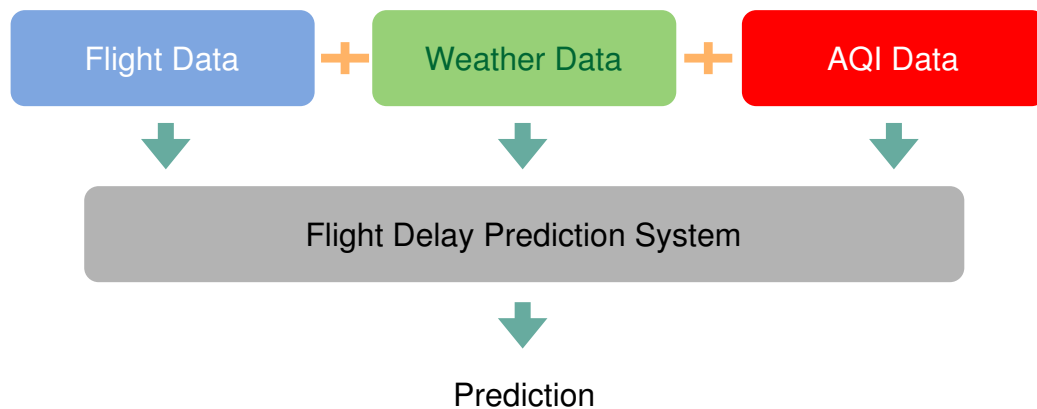 Flight Data
Weather Data
AQI Data
Flight Delay Prediction System
Prediction